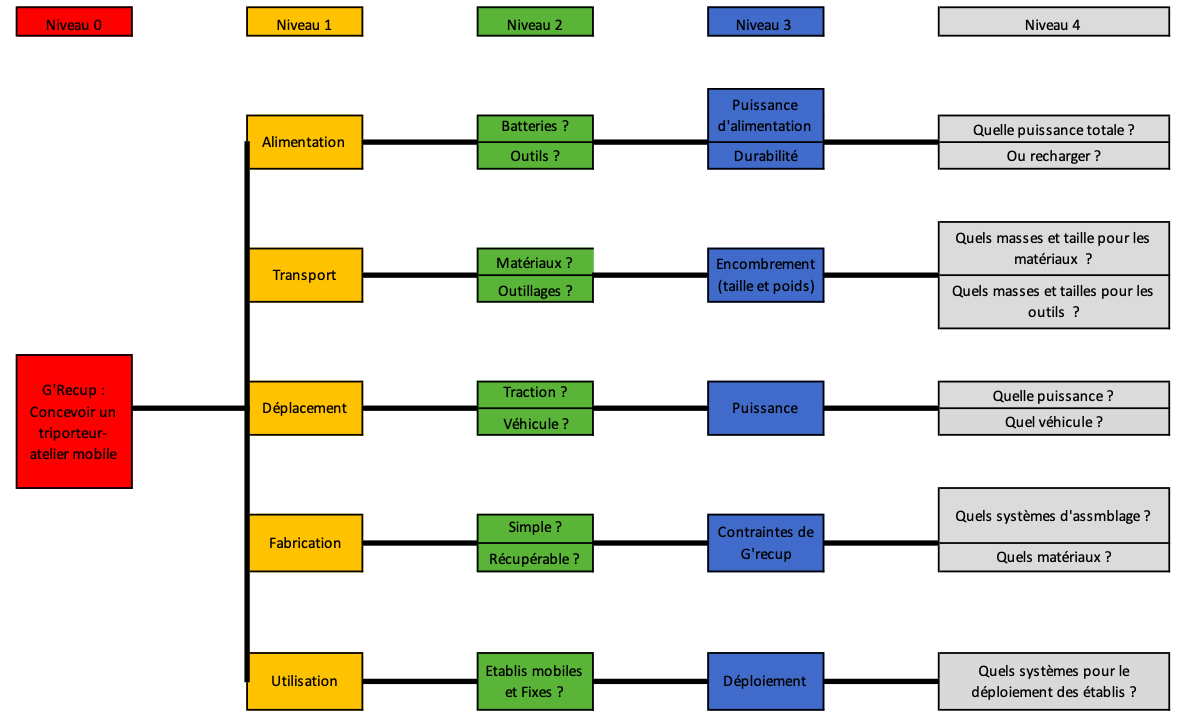 Niveau 0
Niveau 1
Niveau 2
Niveau 3
Niveau 4
Alimentation
Batteries ?
Outils ?
Puissance
d'alimentation
Durabilité
Quelle puissance totale ?
Ou recharger ?
Transport
Matériaux ?
Outillages ?
Encombrement
(taille et poids)
Quels masses et taille pour les
matériaux  ?
Quels masses et tailles pour les
outils  ?
G'Recup :
Concevoir un
triporteur-
atelier mobile
Déplacement
Traction ?
Véhicule ?
Puissance
Quelle puissance ?
Quel véhicule ?
Fabrication
Simple ?
Récupérable ?
Contraintes de
G'recup
Quels systèmes d'assmblage ?
Quels matériaux ?
Utilisation
Etablis mobiles
et Fixes ?
Déploiement
Quels systèmes pour le
déploiement des établis ?